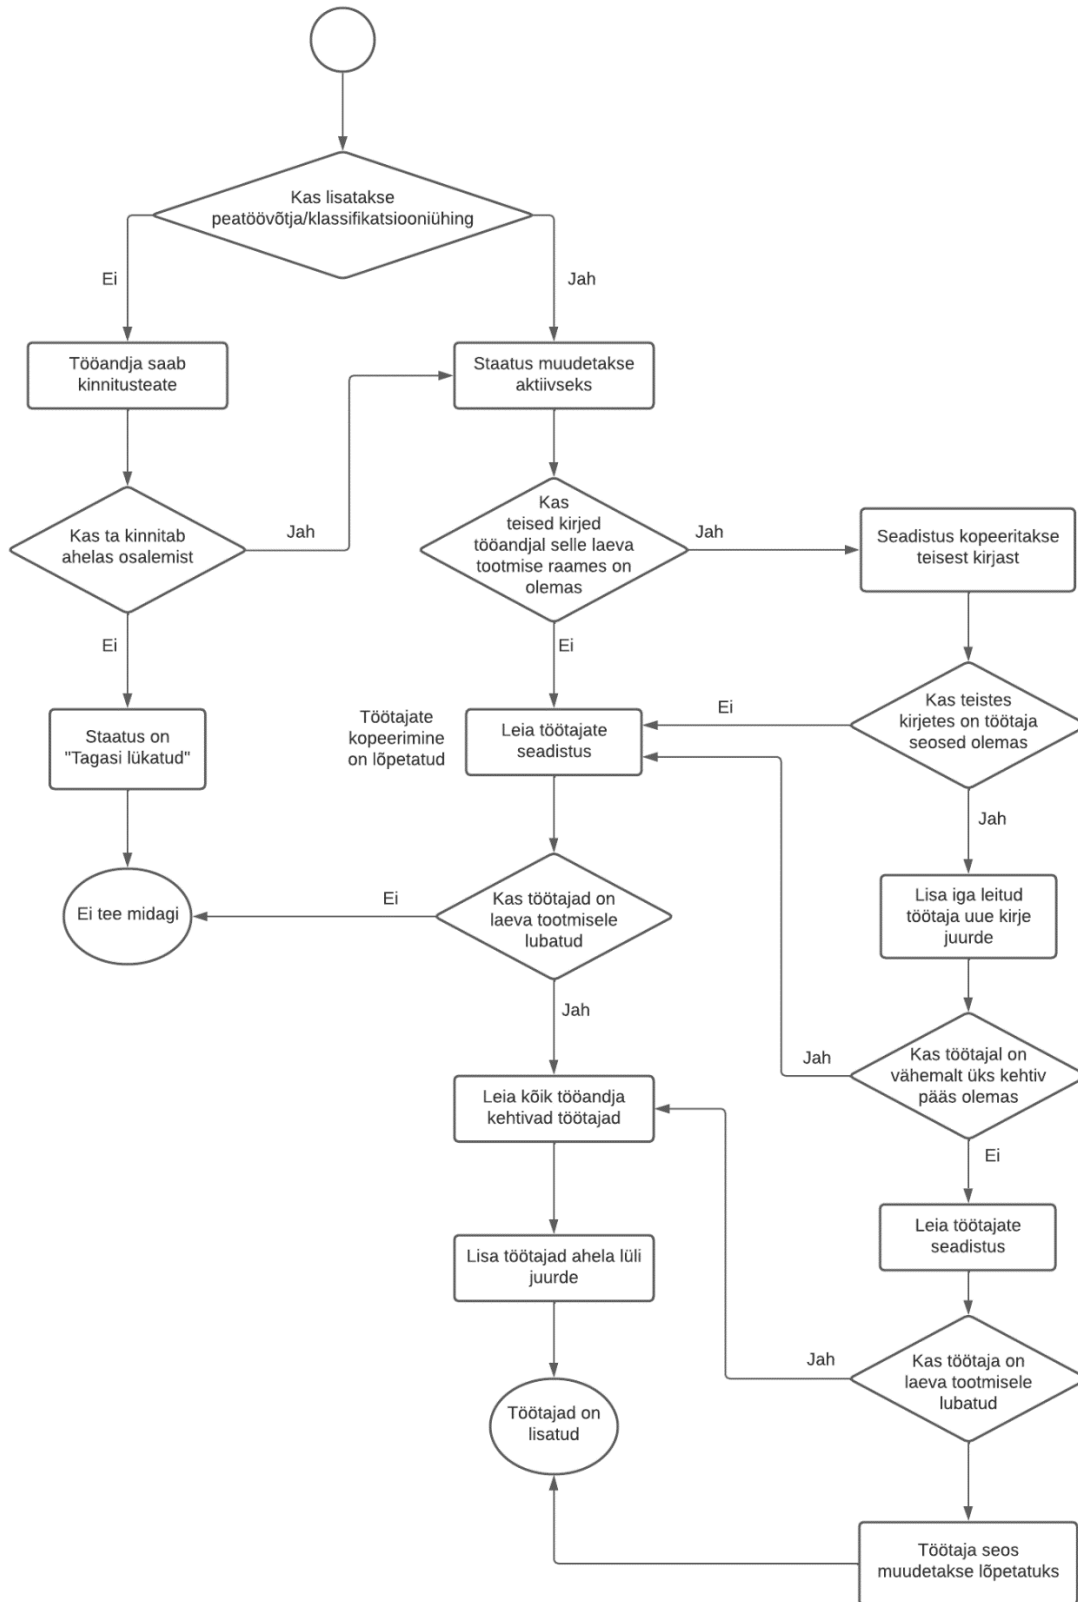 Kas lisatakse
peatöövõtja/klassifikatsiooniühing
Ei
Jah
Tööandja saab
kinnitusteate
Staatus muudetakse
aktiivseks
Kas ta kinnitab
ahelas osalemist
Jah
Kas
teised kirjed
tööandjal selle laeva
tootmise raames on
olemas
Jah
Seadistus kopeeritakse
teisest kirjast
Ei
Ei
Staatus on
"Tagasi lükatud"
Töötajate
kopeerimine
on lõpetatud
Leia töötajate
seadistus
Ei
Kas teistes
kirjetes on töötaja
seosed olemas
Jah
Ei tee midagi
Ei
Kas töötajad on
laeva tootmisele
lubatud
Lisa iga leitud
töötaja uue kirje
juurde
Jah
Jah
Kas töötajal on
vähemalt üks kehtiv
pääs olemas
Leia kõik tööandja
kehtivad töötajad
Ei
Leia töötajate
seadistus
Lisa töötajad ahela lüli
juurde
Jah
Kas töötaja on
laeva tootmisele
lubatud
Töötajad on
lisatud
Töötaja seos
muudetakse lõpetatuks